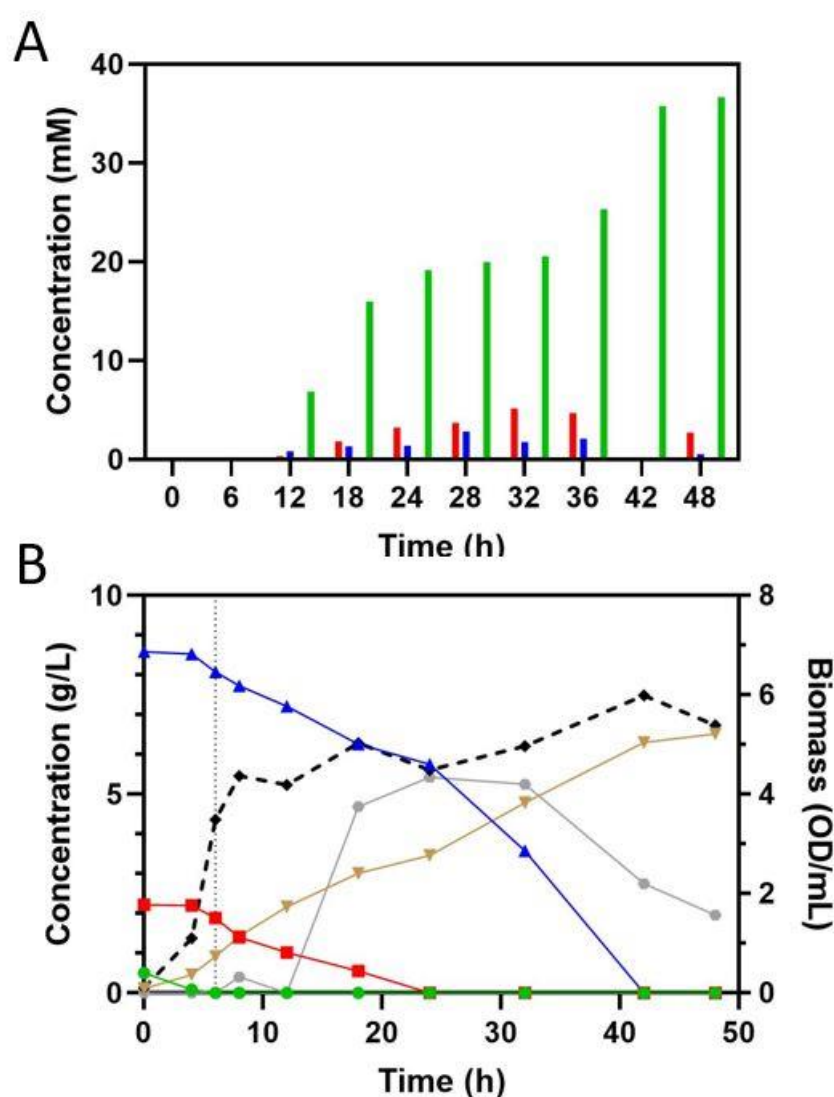 A
Concentration (mM)
40
30
20
10
0
0 6 12 18 24 28 32 36 42 48
Time (h)
B
Concentration (g/L)
10
5
0
Biomass (OD/mL)
8
6
4
2
0
0 10 20 30 40 50
Time (h)